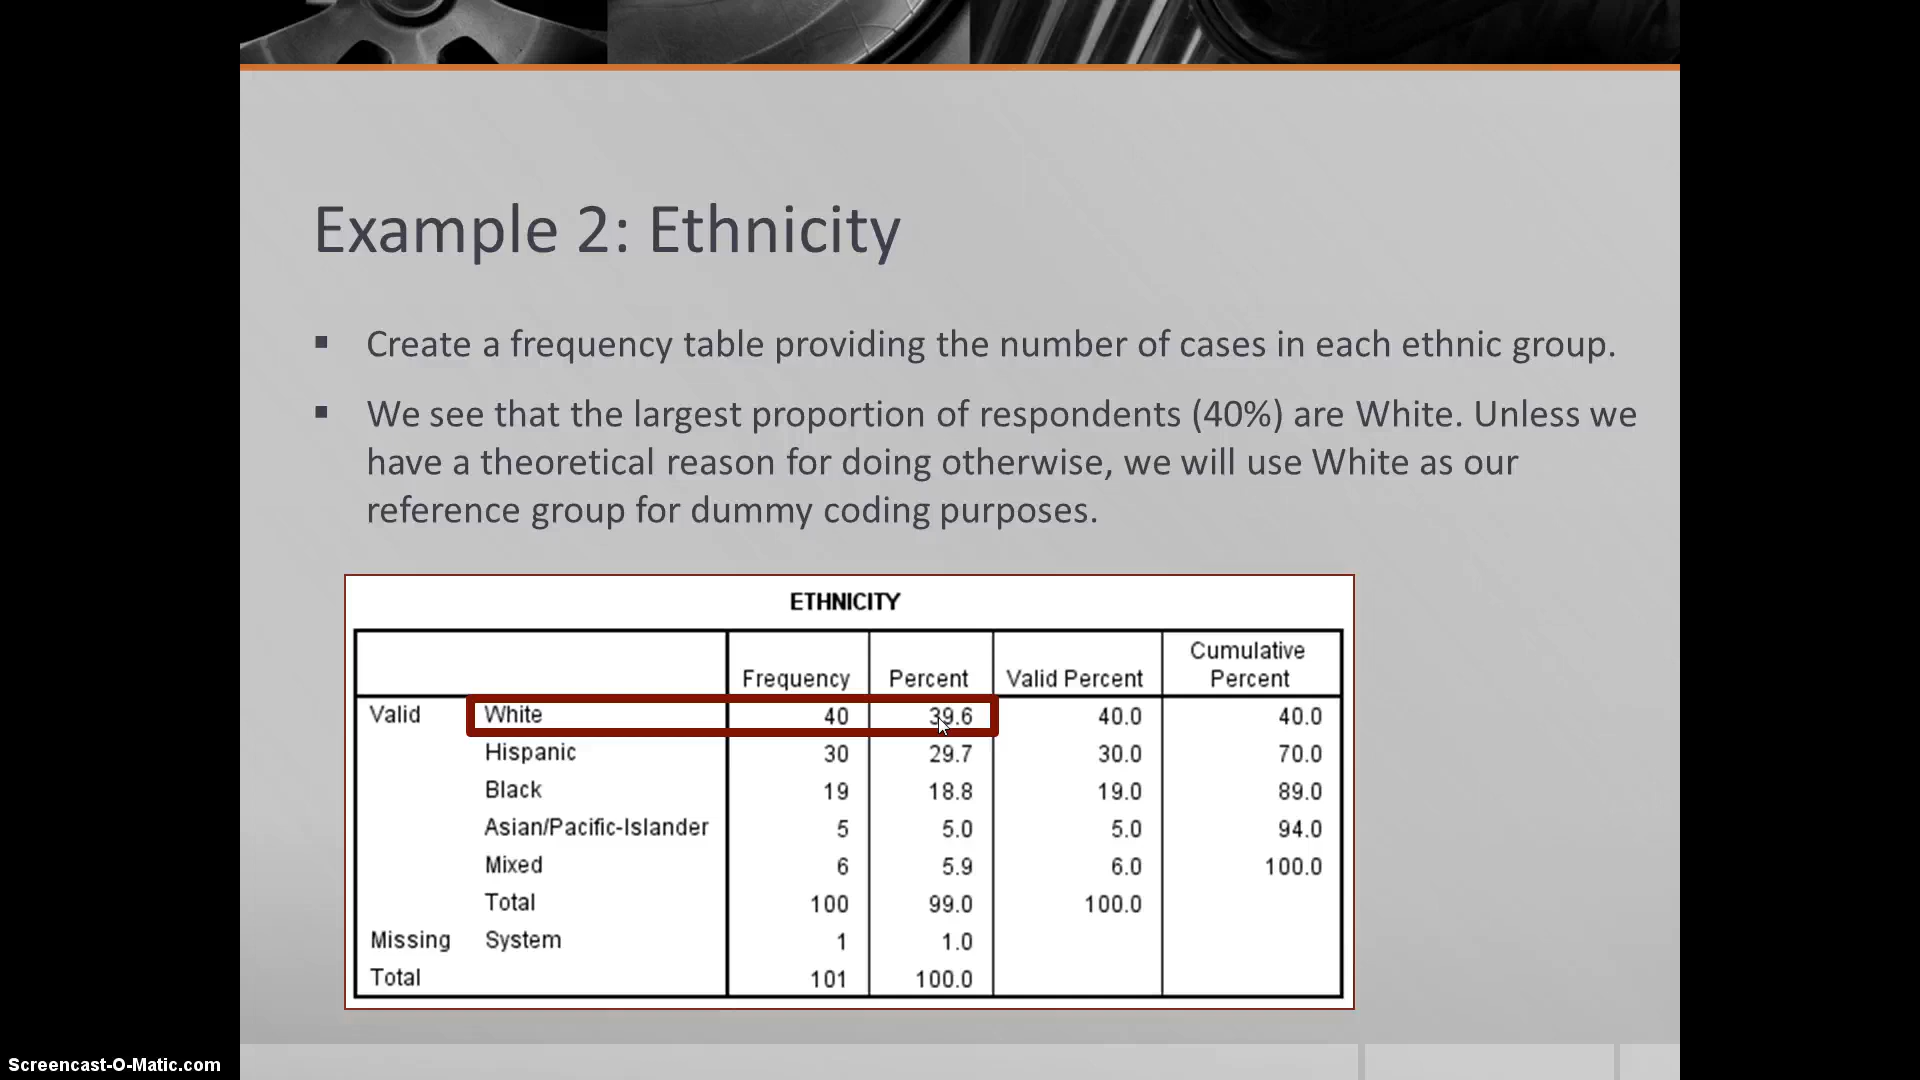 Example 2: Ethnicity
▪ Create a frequency table providing the number of cases in each ethnic group.
▪ We see that the largest proportion of respondents (40%) are White. Unless we
have a theoretical reason for doing otherwise, we will use White as our
reference group for dummy coding purposes.
ETHNICITY
Frequency Percent Valid Percent Cumulative Percent
Valid White 40 39.6 40.0 40.0
Hispanic 30 29.7 30.0 70.0
Black 19 18.8 19.0 89.0
Asian/Pacific-Islander 5 5.0 5.0 94.0
Mixed 6 5.9 6.0 100.0
Total 100 99.0 100.0
Missing System 1 1.0
Total 101 100.0
Screencast-O-Matic.com